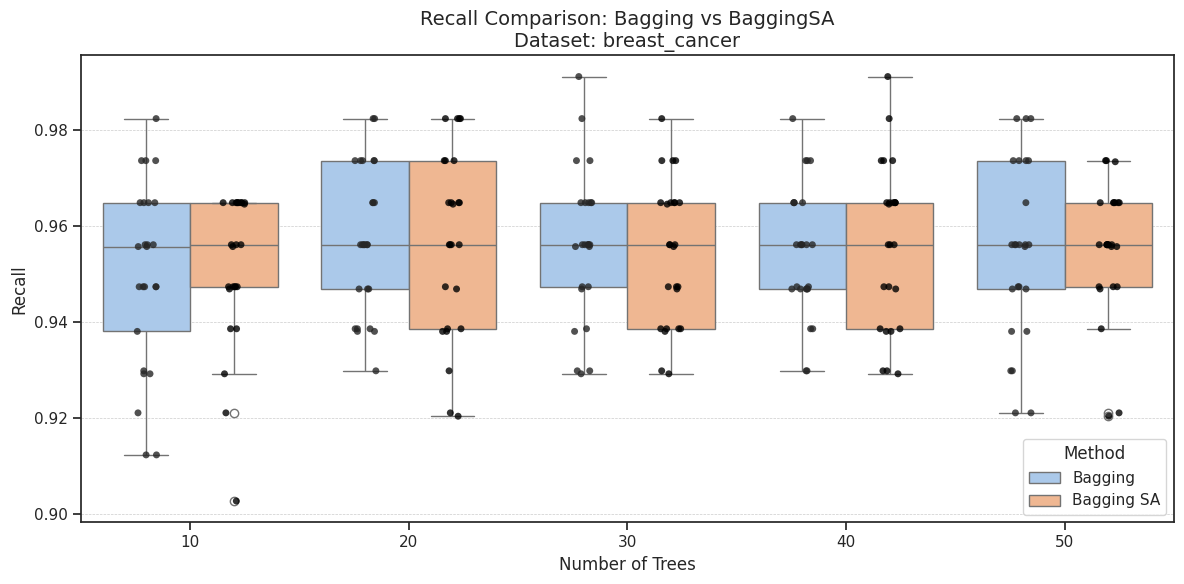 Recall Comparison: Bagging vs BaggingSA
Dataset: breast_cancer
Recall
0.98
0.96
0.94
0.92
0.90
10
20
30
40
50
Number of Trees
Method
Bagging
Bagging SA